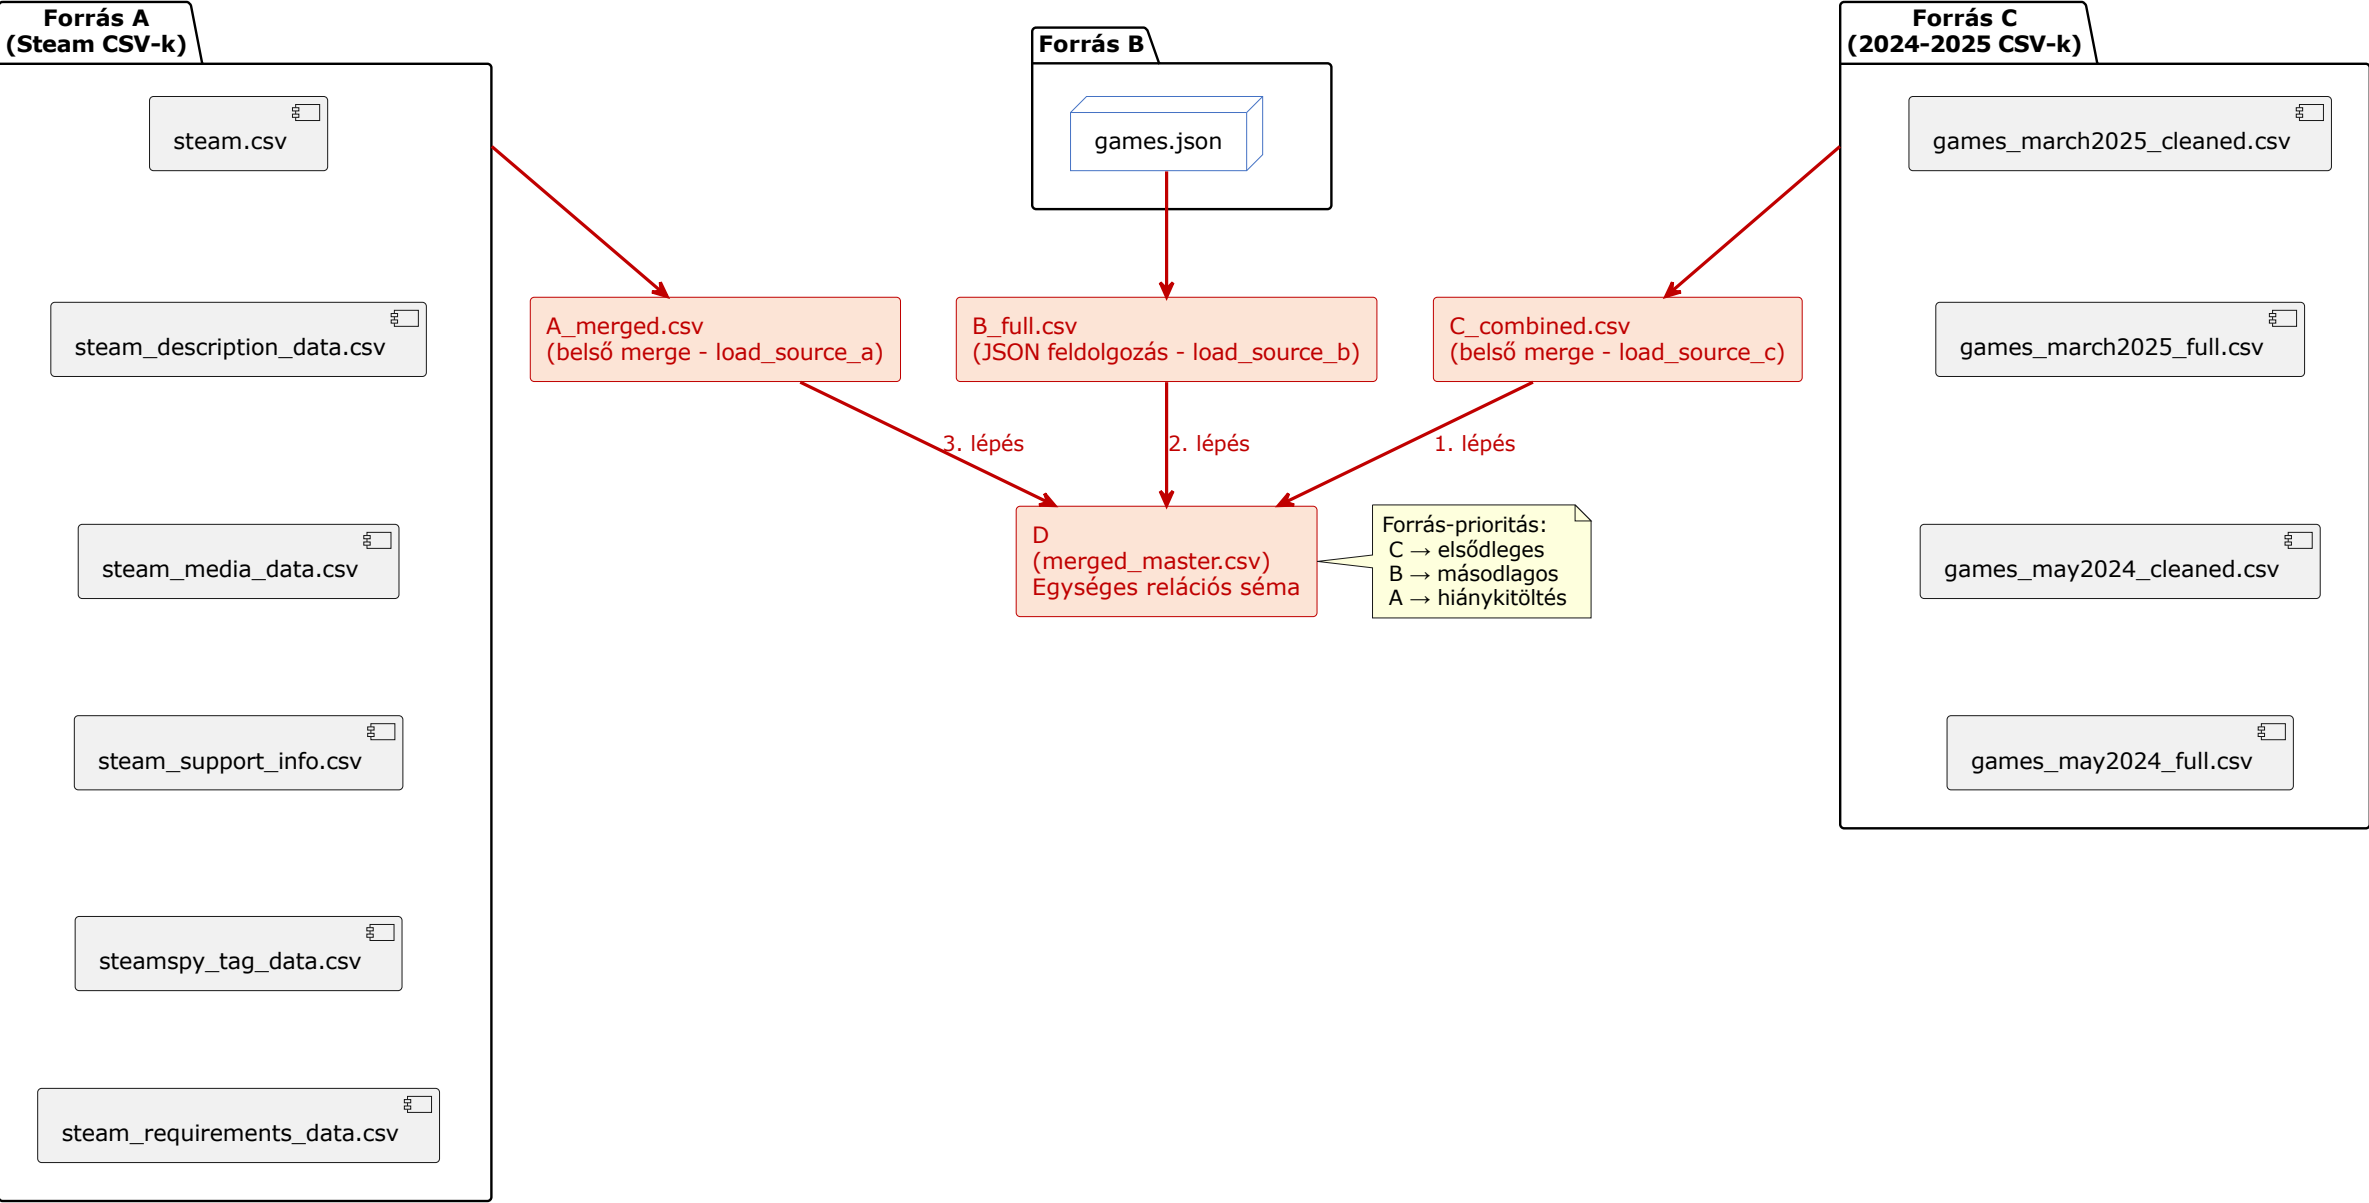 Forrás A
(Steam CSV-k)
steam.csv
steam_description_data.csv
steam_media_data.csv
steam_support_info.csv
steamspy_tag_data.csv
steam_requirements_data.csv
Forrás B
games.json
Forrás C
(2024-2025 CSV-k)
games_march2025_cleaned.csv
games_march2025_full.csv
games_may2024_cleaned.csv
games_may2024_full.csv
A_merged.csv
(belső merge - load_source_a)
B_full.csv
(JSON feldolgozás - load_source_b)
C_combined.csv
(belső merge - load_source_c)
3. lépés
2. lépés
1. lépés
D
(merged_master.csv)
Egységes relációs séma
Forrás-prioritás:
C → elsődleges
B → másodlagos
A → hiánykitöltés